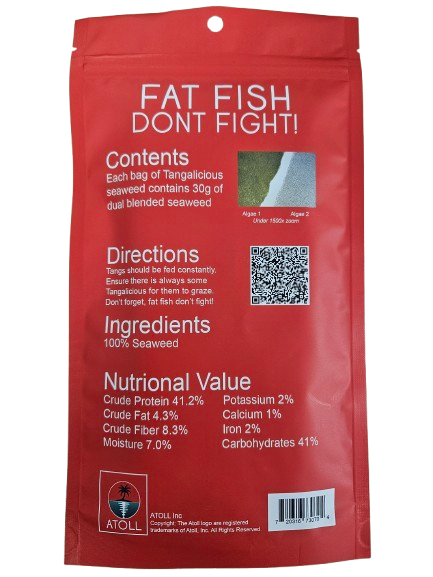 FAT FISH
DONT FIGHT!
Contents
Each bag of Tangalicious
seaweed contains 30g of
dual blended seaweed
Algae 1 Algae 2
Under 1500x zoom
Directions
Tangs should be fed constantly.
Ensure there is always some
Tangalicious for them to graze.
Don't forget, fat fish don't fight!
Ingredients
100% Seaweed
Nutrional Value
Crude Protein 41.2%
Crude Fat 4.3%
Crude Fiber 8.3%
Moisture 7.0%
Potassium 2%
Calcium 1%
Iron 2%
Carbohydrates 41%
ATOLL
ATOLL Inc
Copyright: The Atoll logo are registered
trademarks of Atoll, Inc. All Rights Reserved